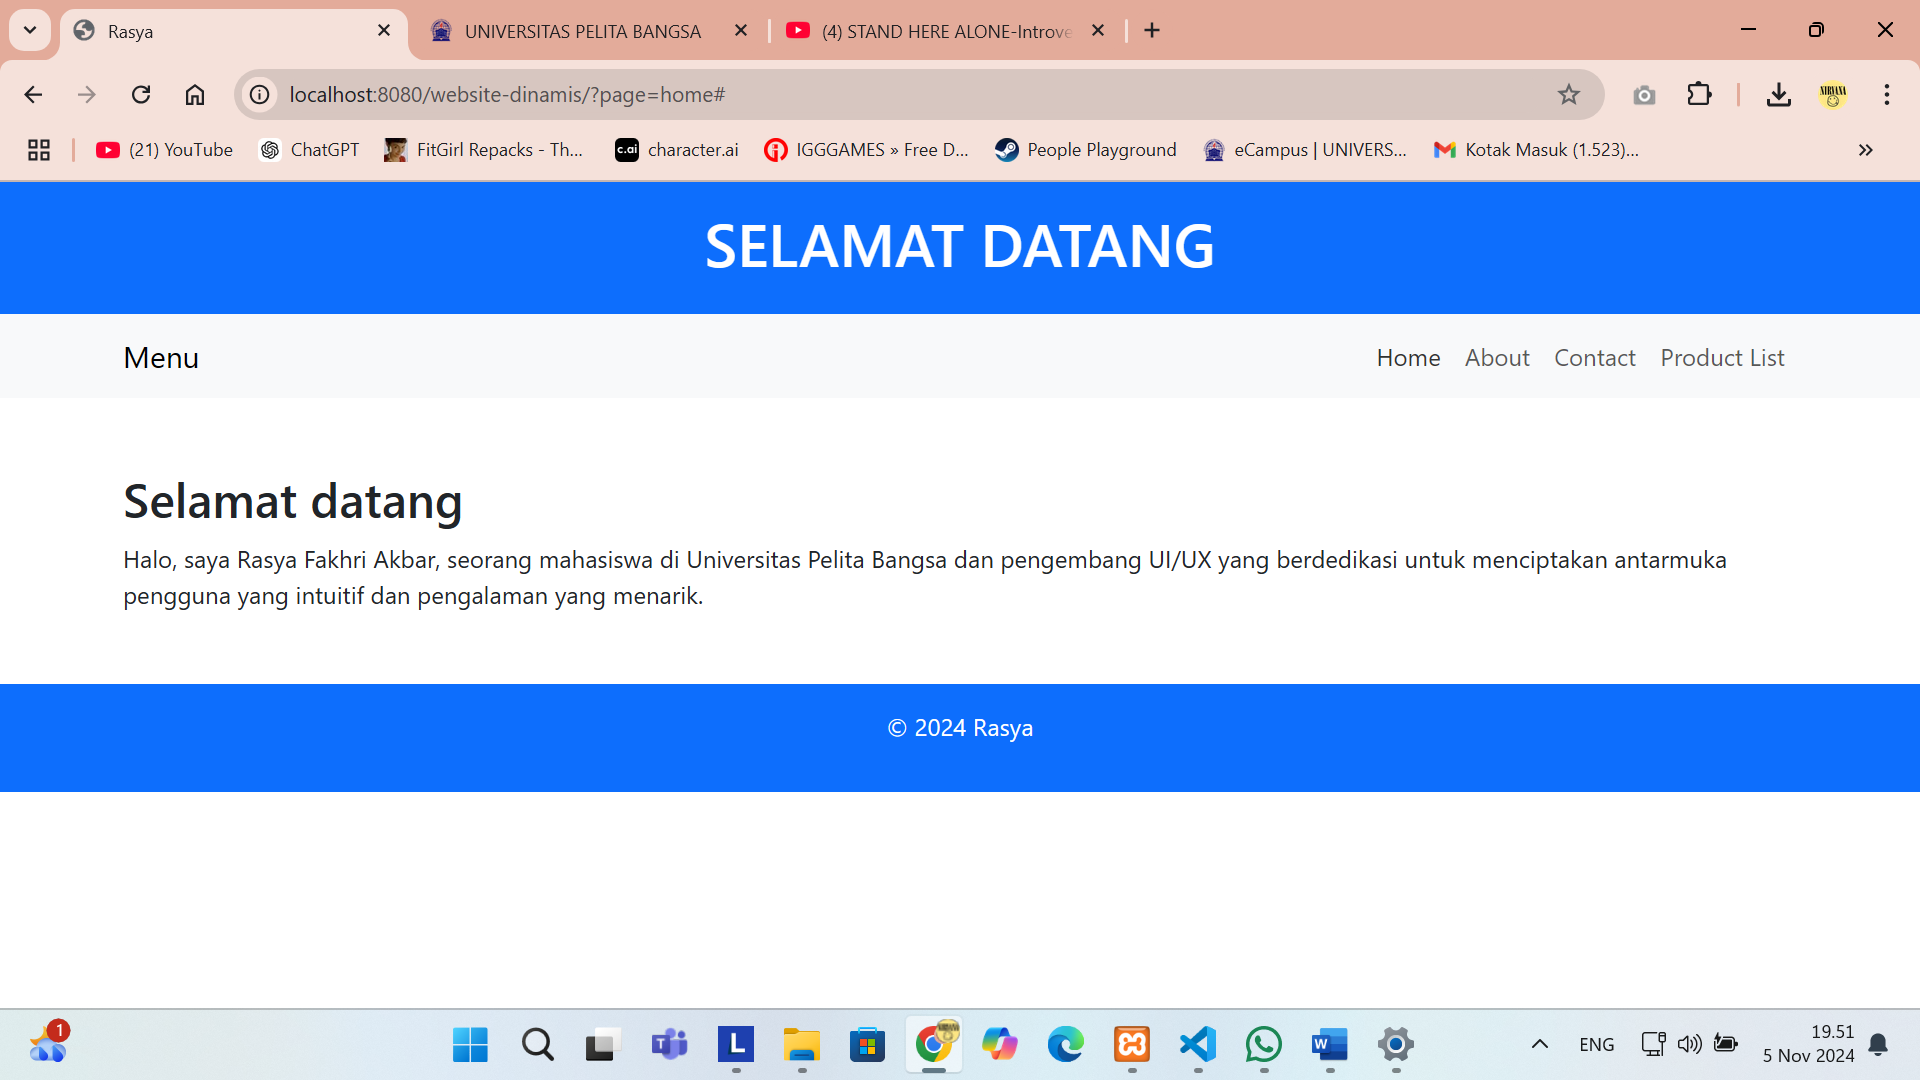 Rasya
UNIVERSITAS PELITA BANGSA
(4) STAND HERE ALONE-Introve
localhost:8080/website-dinamis/?page=home#
NIRVANA
(21) YouTube
ChatGPT
FitGirl Repacks - Th...
c.ai character.ai
IGGGAMES » Free D...
People Playground
eCampus | UNIVERS...
Kotak Masuk (1.523)...
SELAMAT DATANG
Menu
Home About Contact Product List
Selamat datang
Halo, saya Rasya Fakhri Akbar, seorang mahasiswa di Universitas Pelita Bangsa dan pengembang UI/UX yang berdedikasi untuk menciptakan antarmuka
pengguna yang intuitif dan pengalaman yang menarik.
© 2024 Rasya
1
T
L
W
ENG
19.51
5 Nov 2024